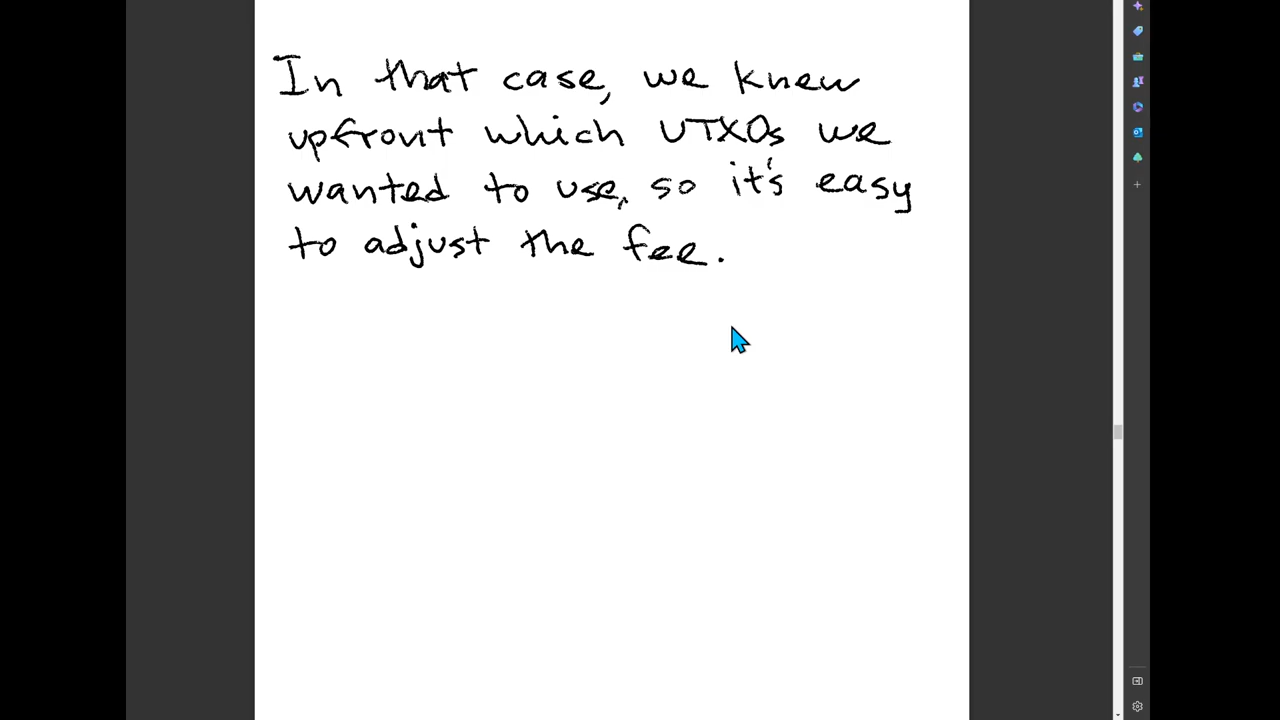 In that case, we knew
upfront which UTXOs we
wanted to use, so it's easy
to adjust the fee.